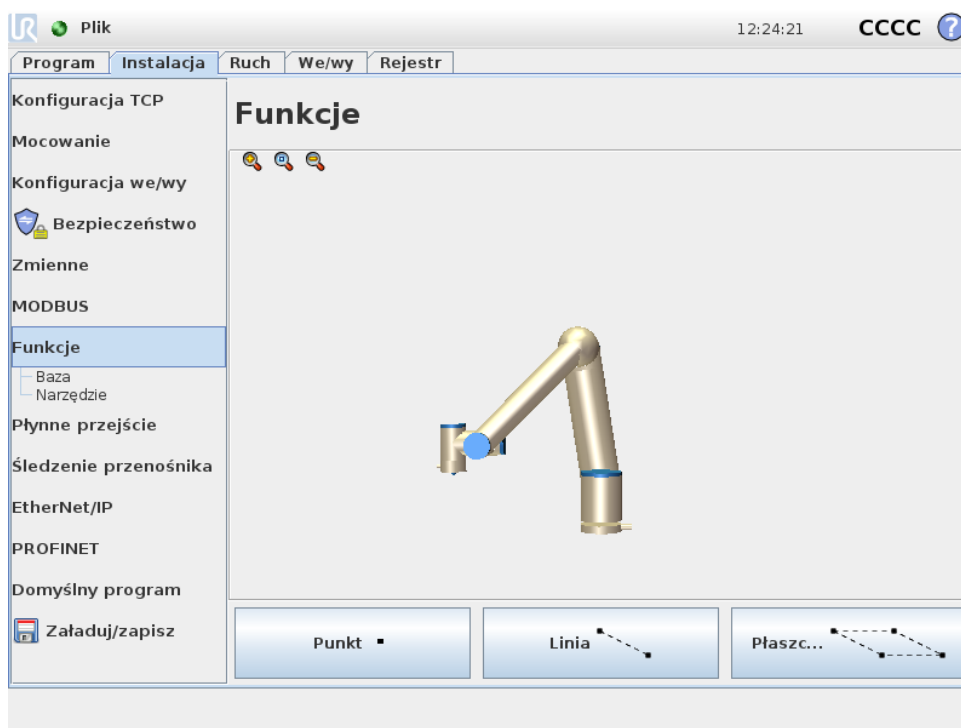 UR Plik 12:24:21 CCCC ?
Program Instalacja Ruch We/wy Rejestr
Konfiguracja TCP
Funkcje
Mocowanie
Konfiguracja we/wy
Bezpieczeństwo
Zmienne
MODBUS
Funkcje
Baza
Narzędzie
Płynne przejście
Śledzenie przenośnika
EtherNet/IP
PROFINET
Domyślny program
Załaduj/zapisz
Punkt Linia Płaszc...